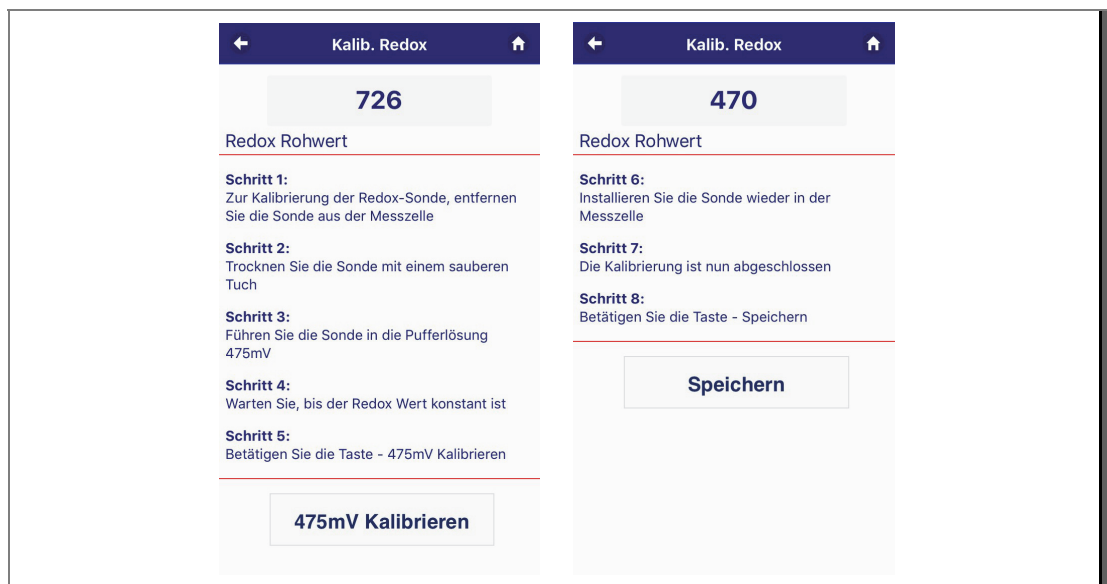 Kalib. Redox
726
Redox Rohwert
Schritt 1:
Zur Kalibrierung der Redox-Sonde, entfernen
Sie die Sonde aus der Messzelle
Schritt 2:
Trocknen Sie die Sonde mit einem sauberen
Tuch
Schritt 3:
Führen Sie die Sonde in die Pufferlösung
475mV
Schritt 4:
Warten Sie, bis der Redox Wert konstant ist
Schritt 5:
Betätigen Sie die Taste - 475mV Kalibrieren
475mV Kalibrieren
Kalib. Redox
470
Redox Rohwert
Schritt 6:
Installieren Sie die Sonde wieder in der
Messzelle
Schritt 7:
Die Kalibrierung ist nun abgeschlossen
Schritt 8:
Betätigen Sie die Taste - Speichern
Speichern